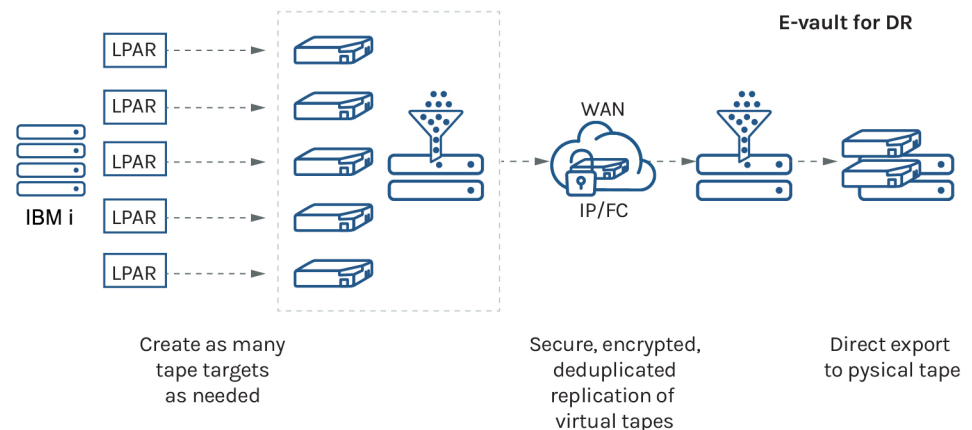 E-vault for DR
LPAR
LPAR
LPAR
LPAR
LPAR
IBM i
WAN
IP/FC
Create as many
tape targets
as needed
Secure, encrypted,
deduplicated
replication of
virtual tapes
Direct export
to pysical tape